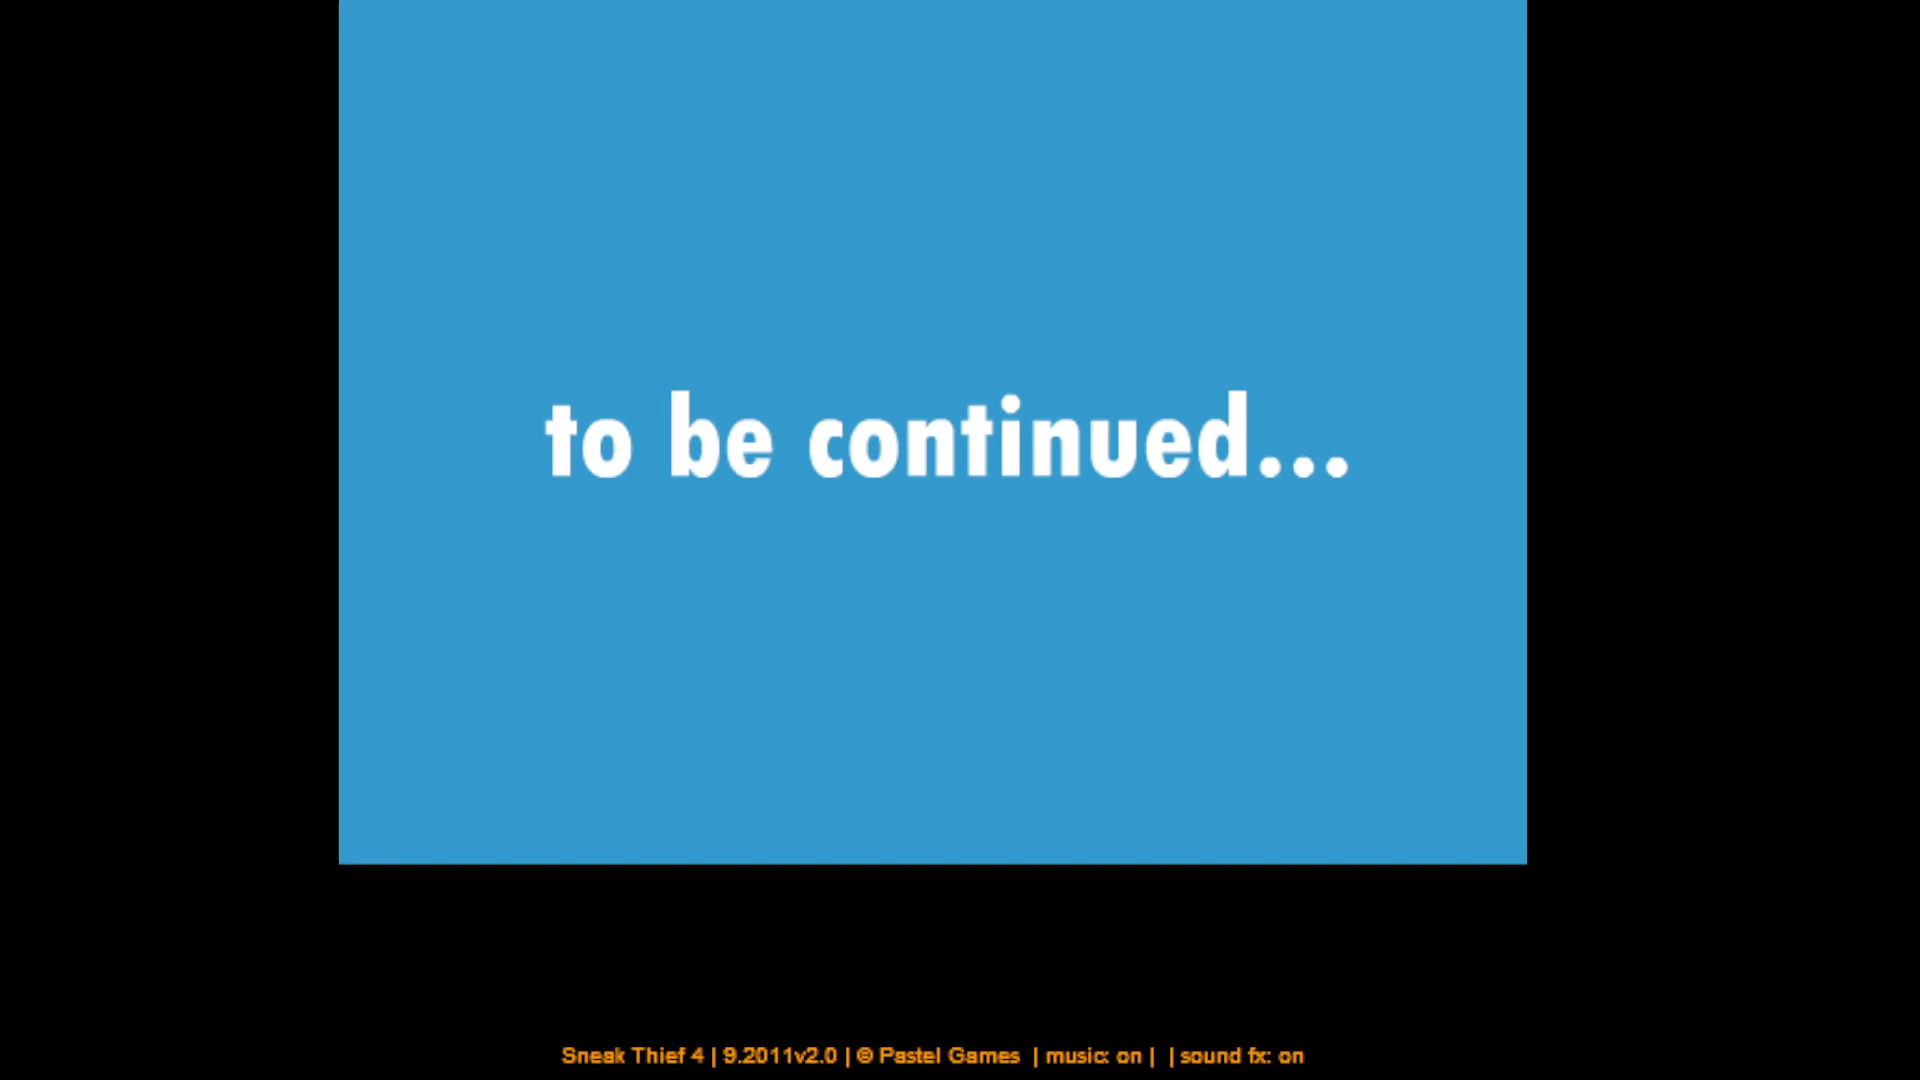 to be continued...
Sneak Thief 4 | 9.2011v2.0 | © Pastel Games | music: on | | sound fx: on